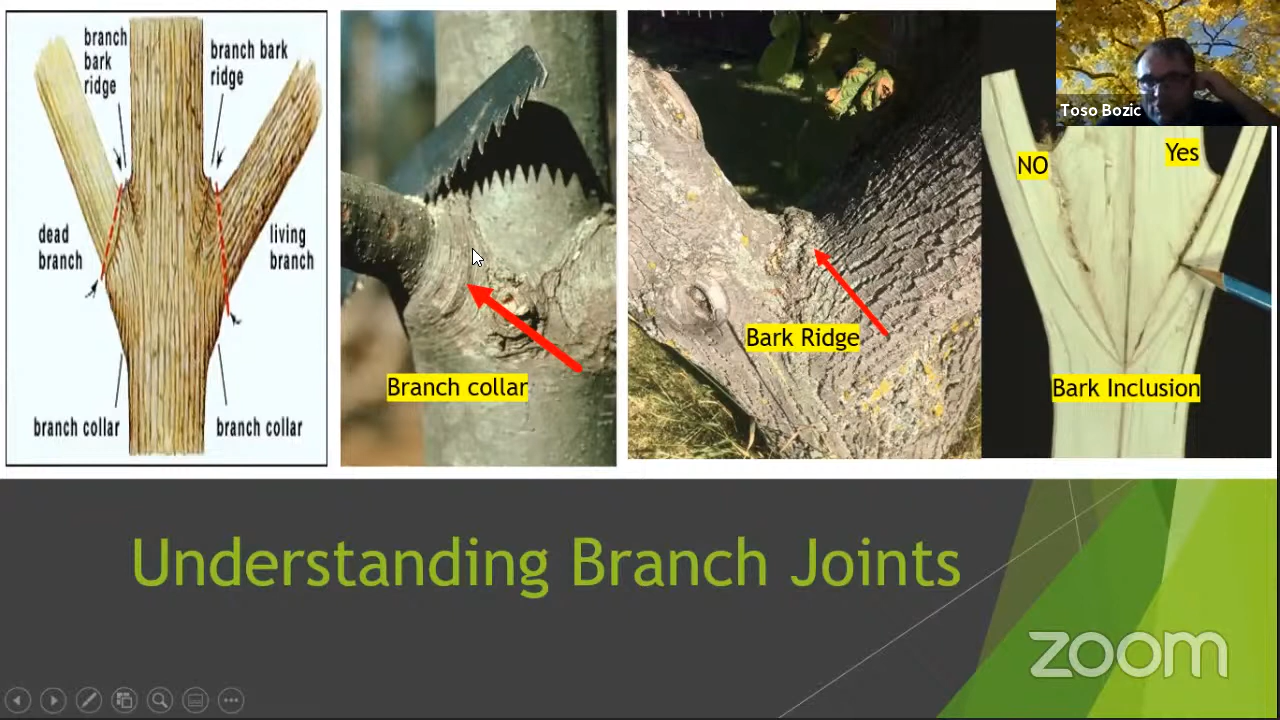 branch
bark
ridge
branch bark
ridge
dead
branch
living
branch
branch collar
branch collar
Branch collar
Bark Ridge
NO
Yes
Bark Inclusion
Toso Bozic
Understanding Branch Joints
zoom